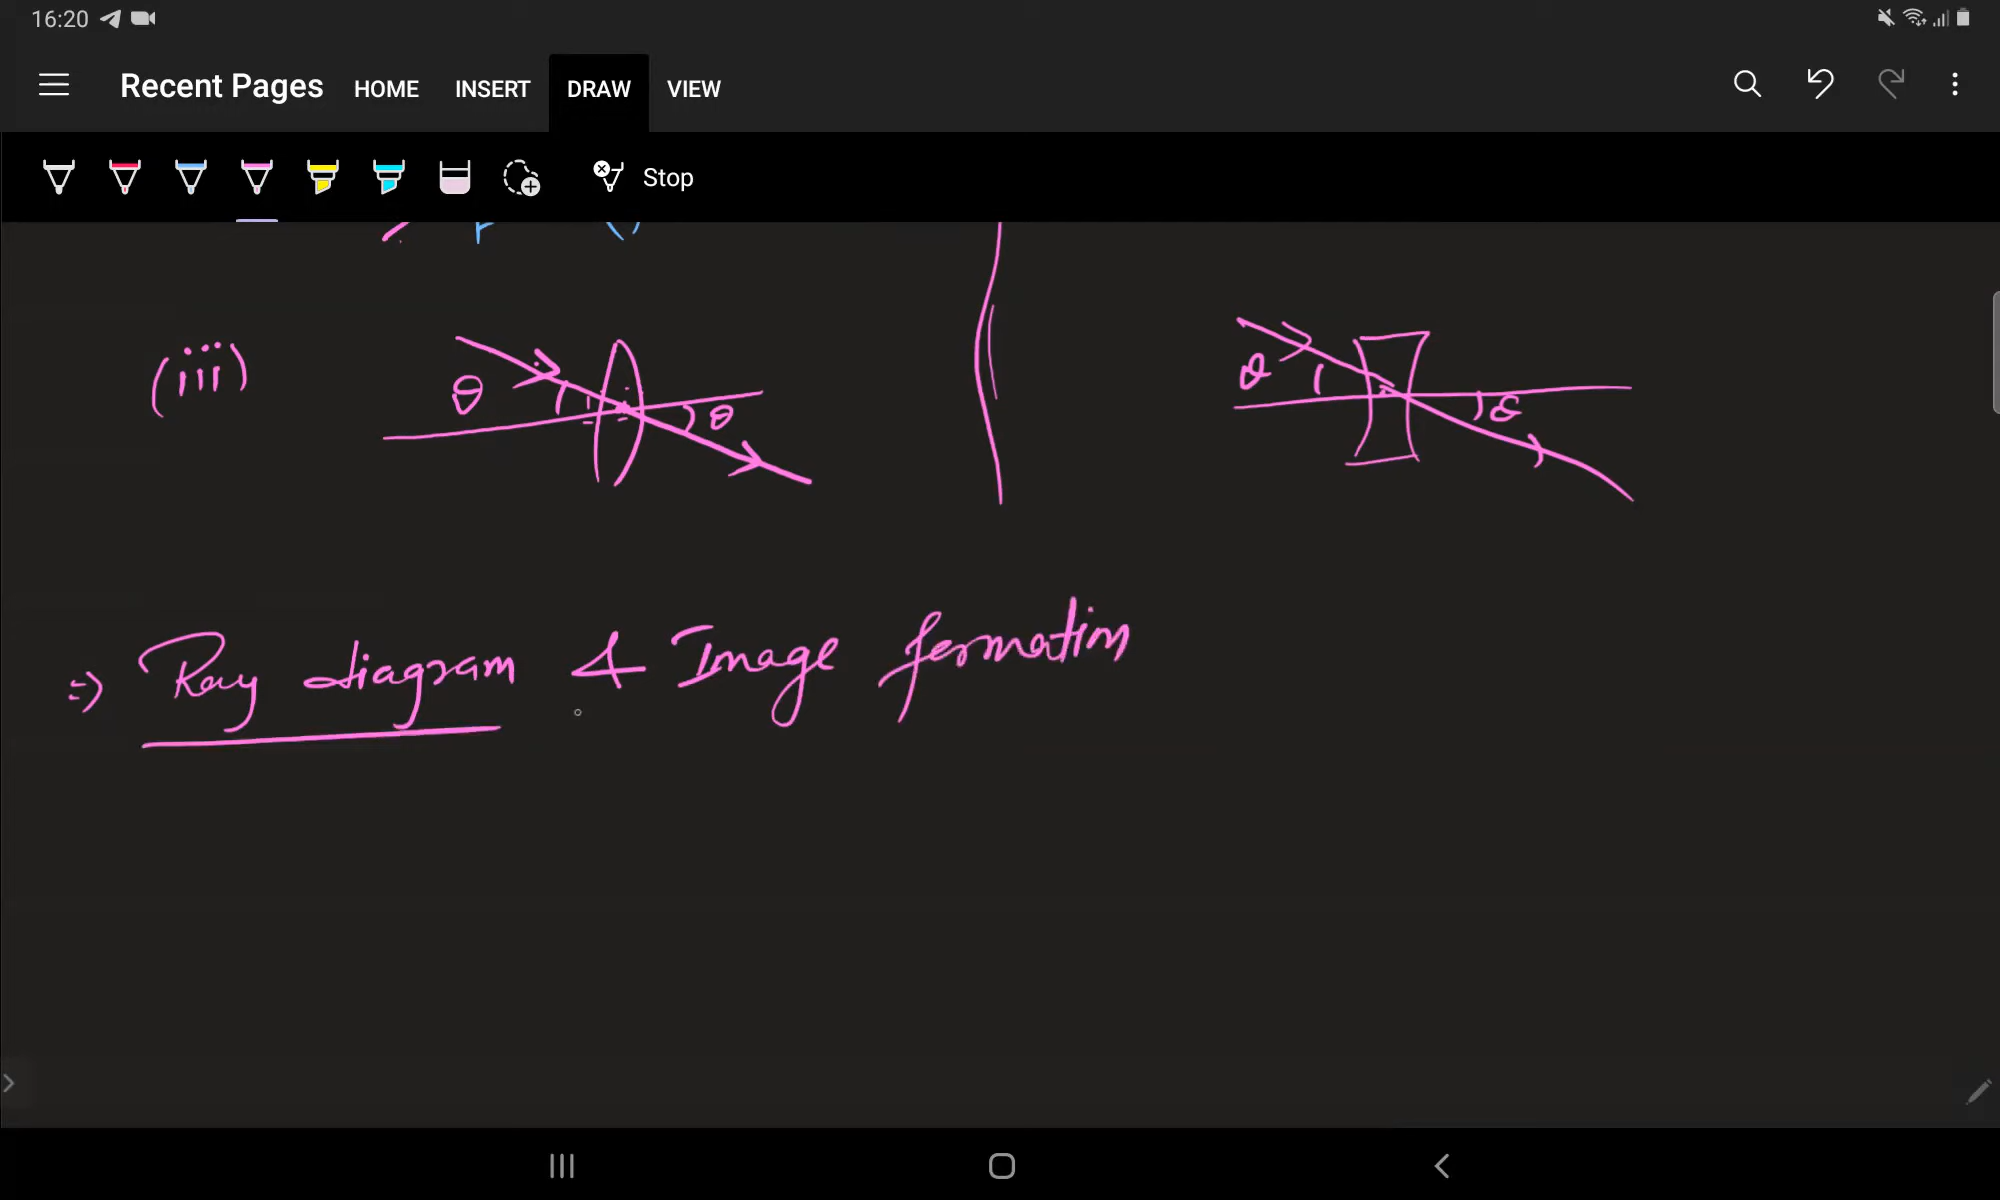 16:20
Recent Pages HOME INSERT DRAW VIEW
Stop
(iii) θ θ θ
=> Ray diagram & Image formation